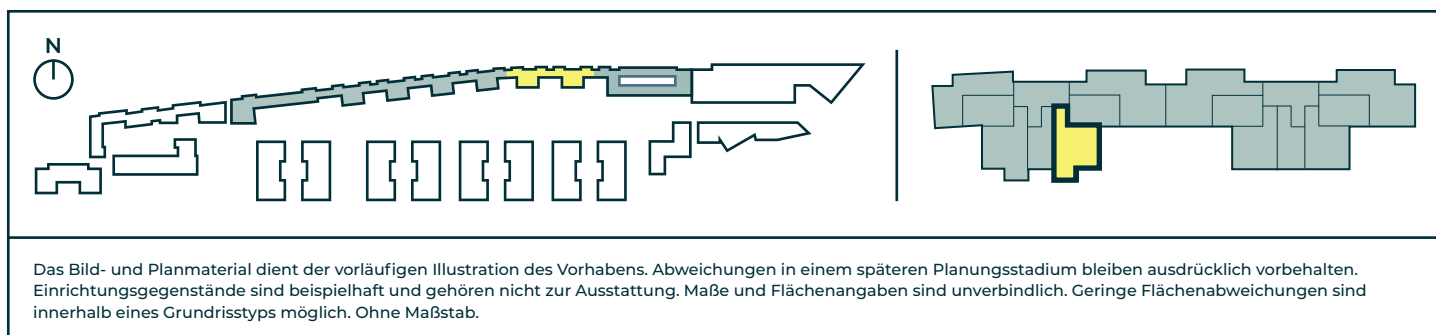 N
Das Bild- und Planmaterial dient der vorläufigen Illustration des Vorhabens. Abweichungen in einem späteren Planungsstadium bleiben ausdrücklich vorbehalten.
Einrichtungsgegenstände sind beispielhaft und gehören nicht zur Ausstattung. Maße und Flächenangaben sind unverbindlich. Geringe Flächenabweichungen sind
innerhalb eines Grundrisstyps möglich. Ohne Maßstab.